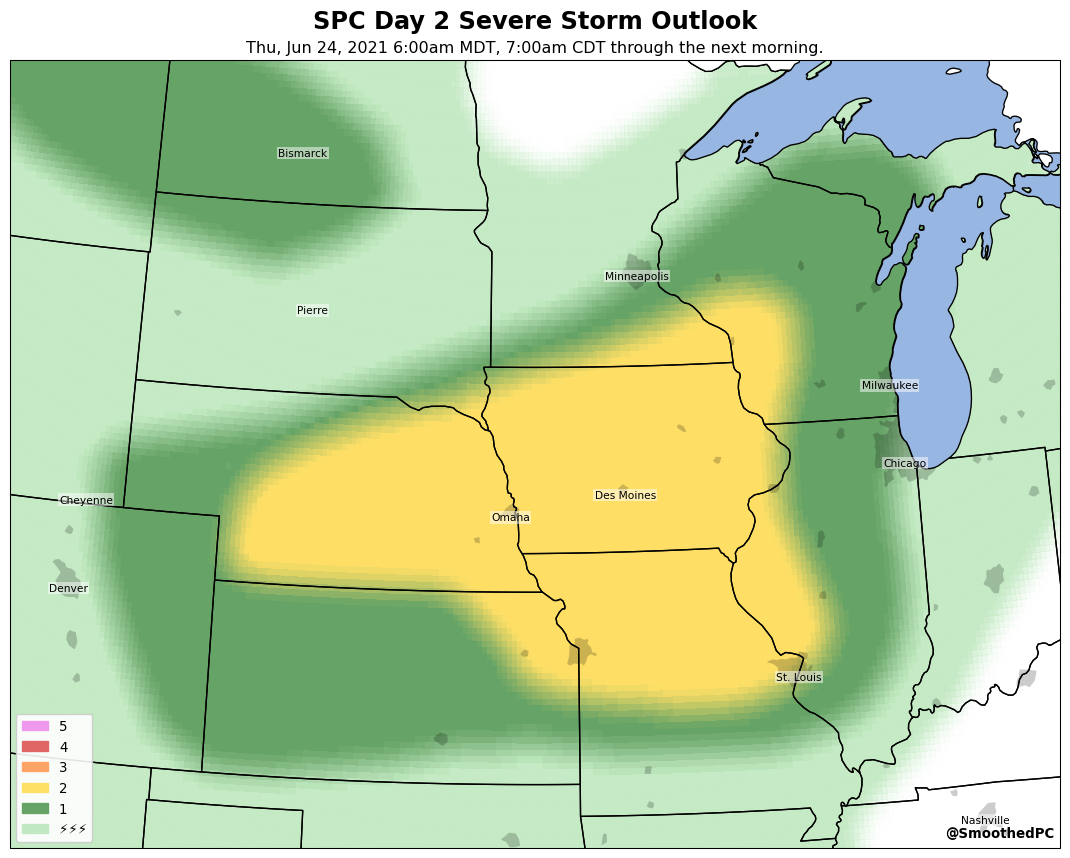 SPC Day 2 Severe Storm Outlook
Thu, Jun 24, 2021 6:00am MDT, 7:00am CDT through the next morning.
Bismarck
Minneapolis
Pierre
Milwaukee
Chicago
Cheyenne
Des Moines
Omaha
Denver
St. Louis
5
4
3
2
1
⚡⚡⚡
Nashville
@SmoothedPC